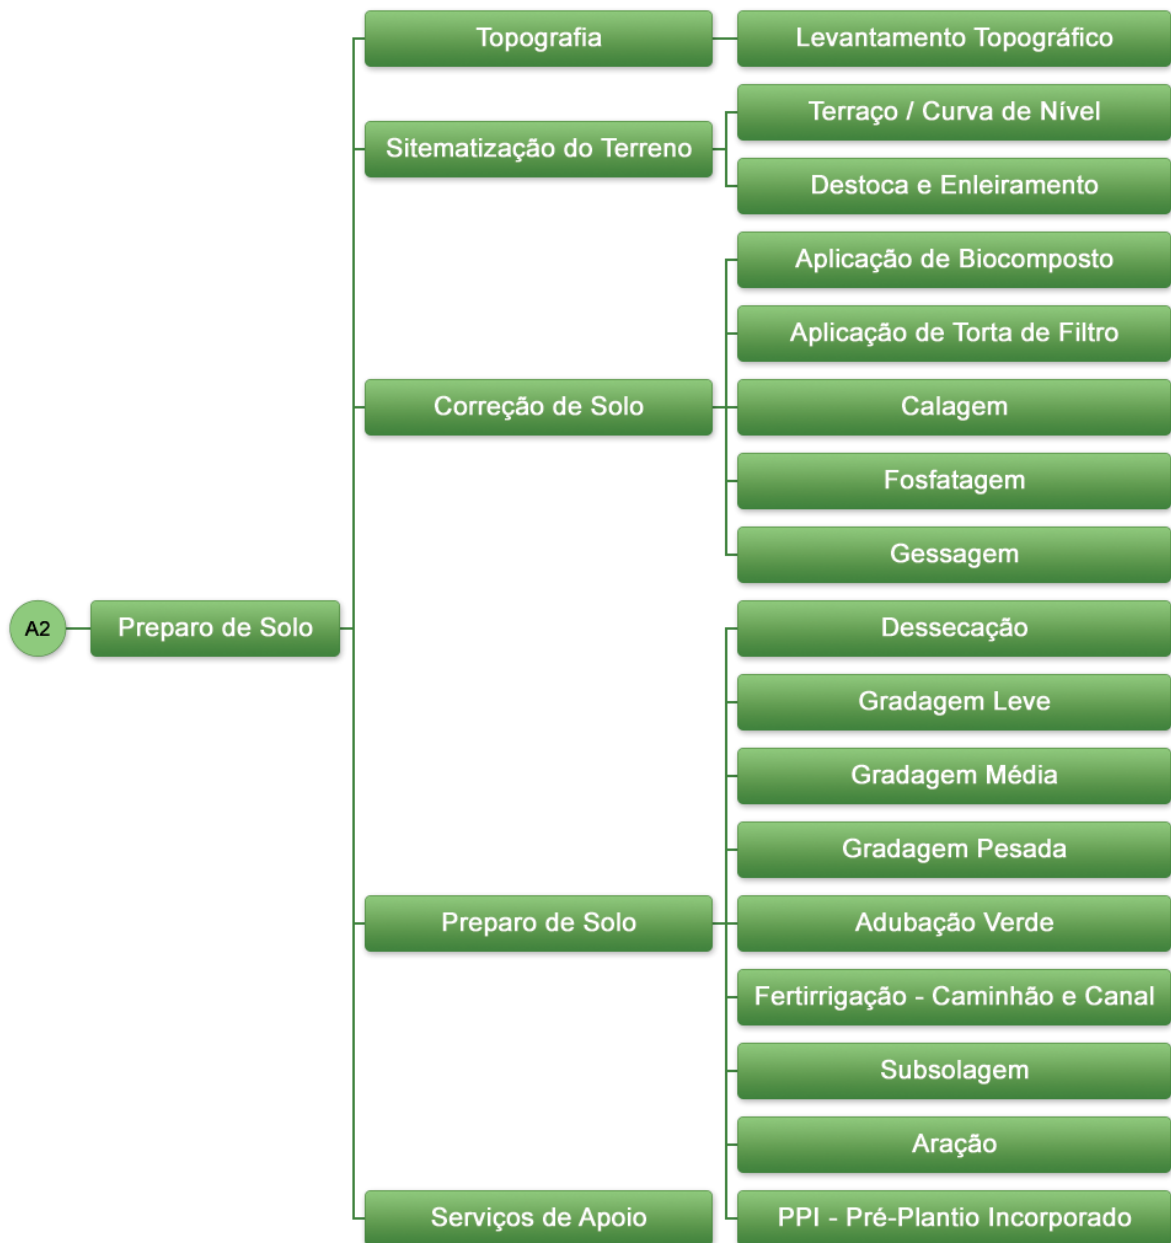 A2
Preparo de Solo
Topografia
Levantamento Topográfico
Sitematização do Terreno
Terraço / Curva de Nível
Destoca e Enleiramento
Correção de Solo
Aplicação de Biocomposto
Aplicação de Torta de Filtro
Calagem
Fosfatagem
Gessagem
Preparo de Solo
Dessecação
Gradagem Leve
Gradagem Média
Gradagem Pesada
Adubação Verde
Fertirrigação - Caminhão e Canal
Subsolagem
Aração
PPI - Pré-Plantio Incorporado
Serviços de Apoio